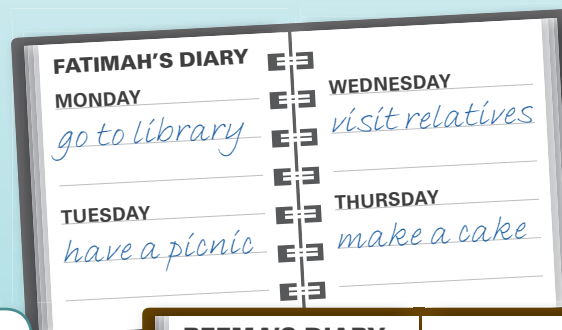 FATIMAH'S DIARY
MONDAY
go to library
TUESDAY
have a picnic
WEDNESDAY
visit relatives
THURSDAY
make a cake